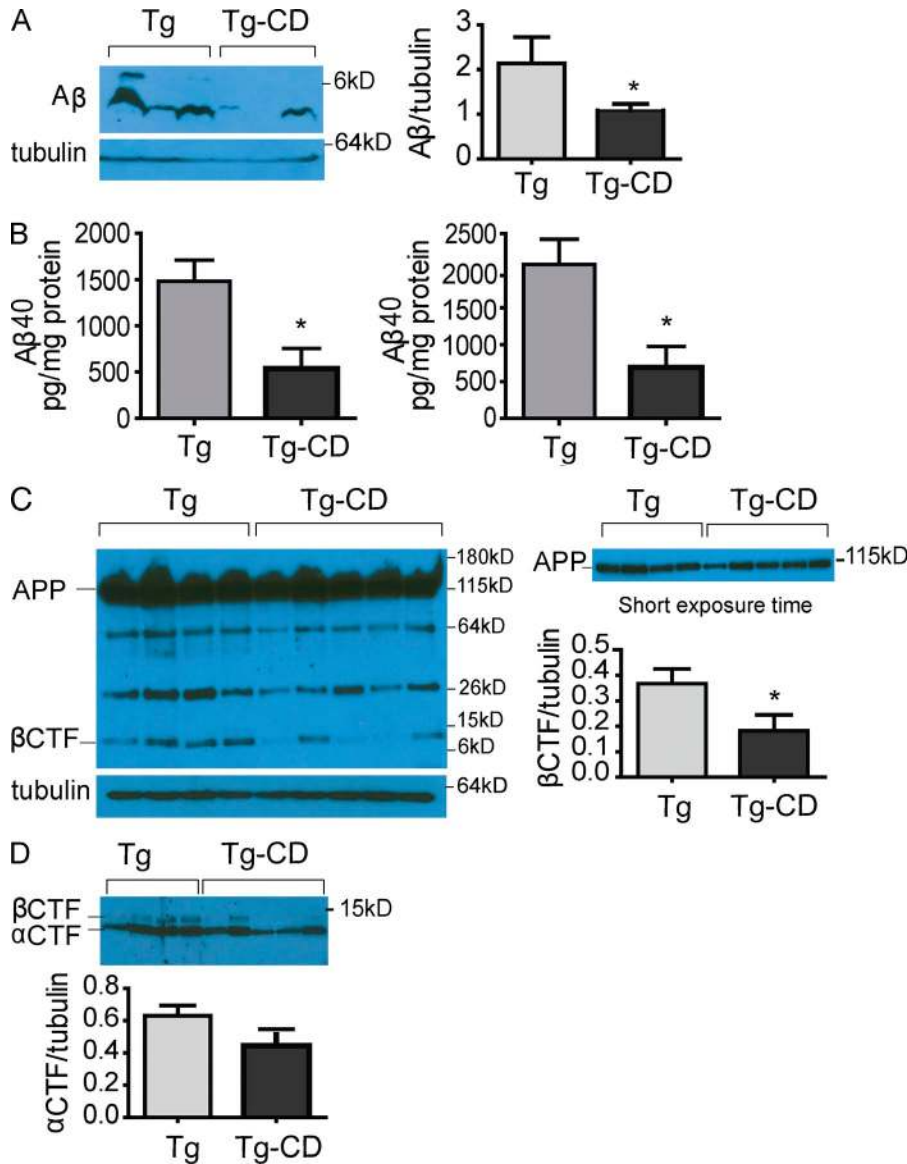 A
Tg Tg-CD
Aβ
6kD
tubulin
64kD
Aβ/tubulin
3
2
1
0
Tg Tg-CD
*
B
Aβ40
pg/mg protein
2000
1500
1000
500
0
Tg Tg-CD
*
Aβ40
pg/mg protein
2500
2000
1500
1000
500
0
Tg Tg-CD
*
C
Tg Tg-CD
APP
180kD
115kD
64kD
26kD
15kD
βCTF
6kD
tubulin
64kD
Tg Tg-CD
APP
115kD
Short exposure time
βCTF/tubulin
0.5
0.4
0.3
0.2
0.1
0.0
Tg Tg-CD
*
D
Tg Tg-CD
βCTF
15kD
αCTF
αCTF/tubulin
0.8
0.6
0.4
0.2
0.0
Tg Tg-CD